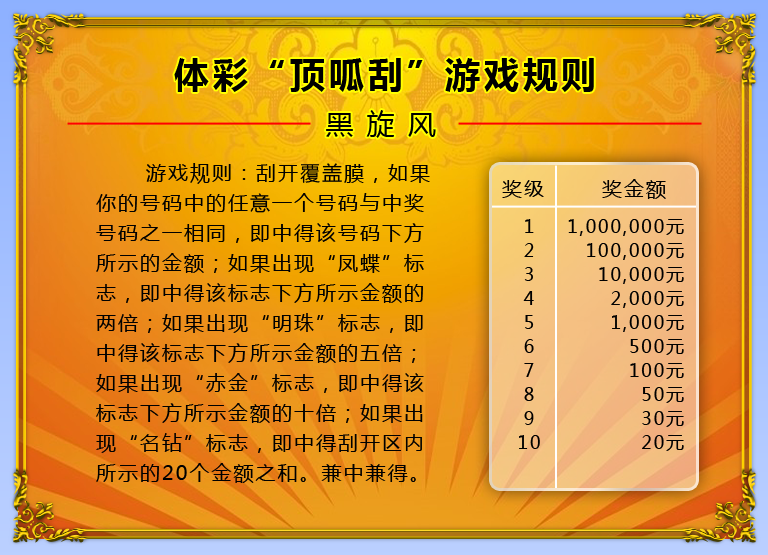 体彩“顶呱刮”游戏规则
黑旋风
游戏规则：刮开覆盖膜，如果
你的号码中的任意一个号码与中奖
号码之一相同，即中得该号码下方
所示的金额；如果出现“凤蝶”标
志，即中得该标志下方所示金额的
两倍；如果出现“明珠”标志，即
中得该标志下方所示金额的五倍；
如果出现“赤金”标志，即中得该
标志下方所示金额的十倍；如果出
现“名钻”标志，即中得刮开区内
所示的20个金额之和。兼中兼得。
奖级 奖金额
1 1,000,000元
2 100,000元
3 10,000元
4 2,000元
5 1,000元
6 500元
7 100元
8 50元
9 30元
10 20元